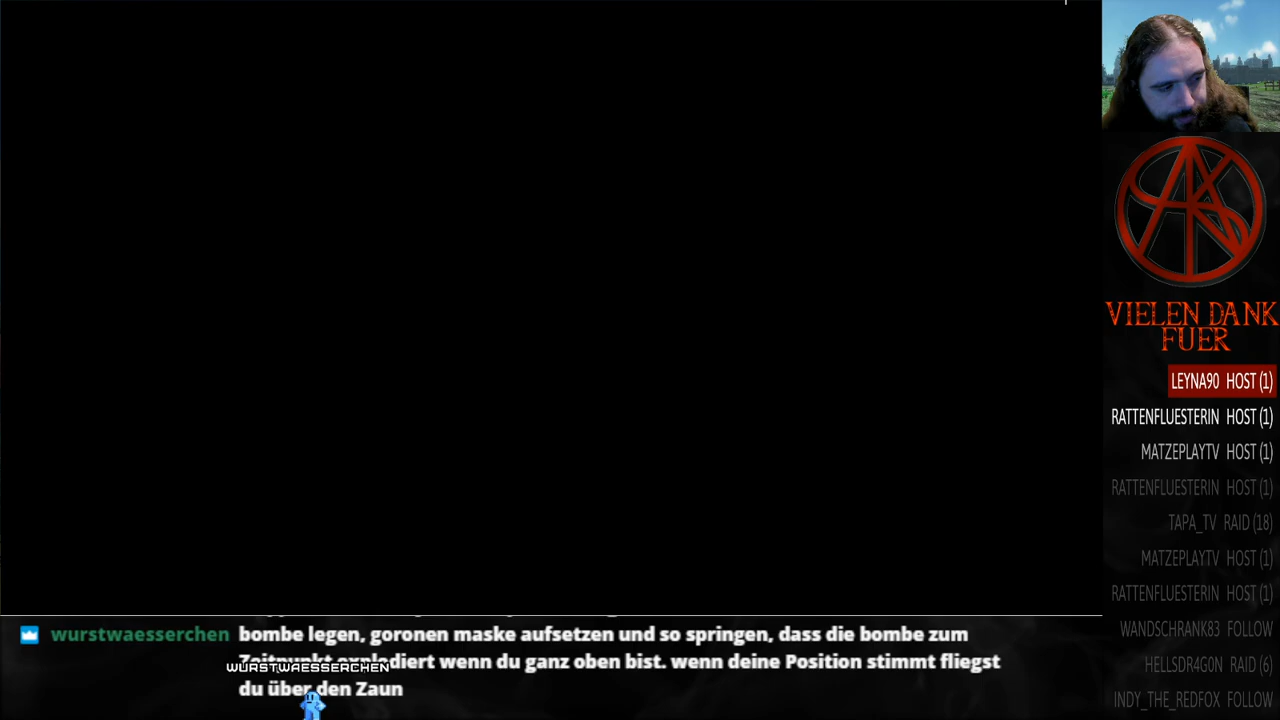 VIELEN DANK
FUER
LEYNA90 HOST (1)
RATTENFLUESTERIN HOST (1)
MATZEPLAYTV HOST (1)
RATTENFLUESTERIN HOST (1)
TAPA_TV RAID (18)
MATZEPLAYTV HOST (1)
RATTENFLUESTERIN HOST (1)
WANDSCHRANK83 FOLLOW
HELLSDR4G0N RAID (6)
INDY_THE_REDFOX FOLLOW
wurstwaesserchen bombe legen, goronen maske aufsetzen und so springen, dass die bombe zum
Zeitpunkt explodiert wenn du ganz oben bist. wenn deine Position stimmt fliegst
WURSTWAESSERCHEN
du über den Zaun